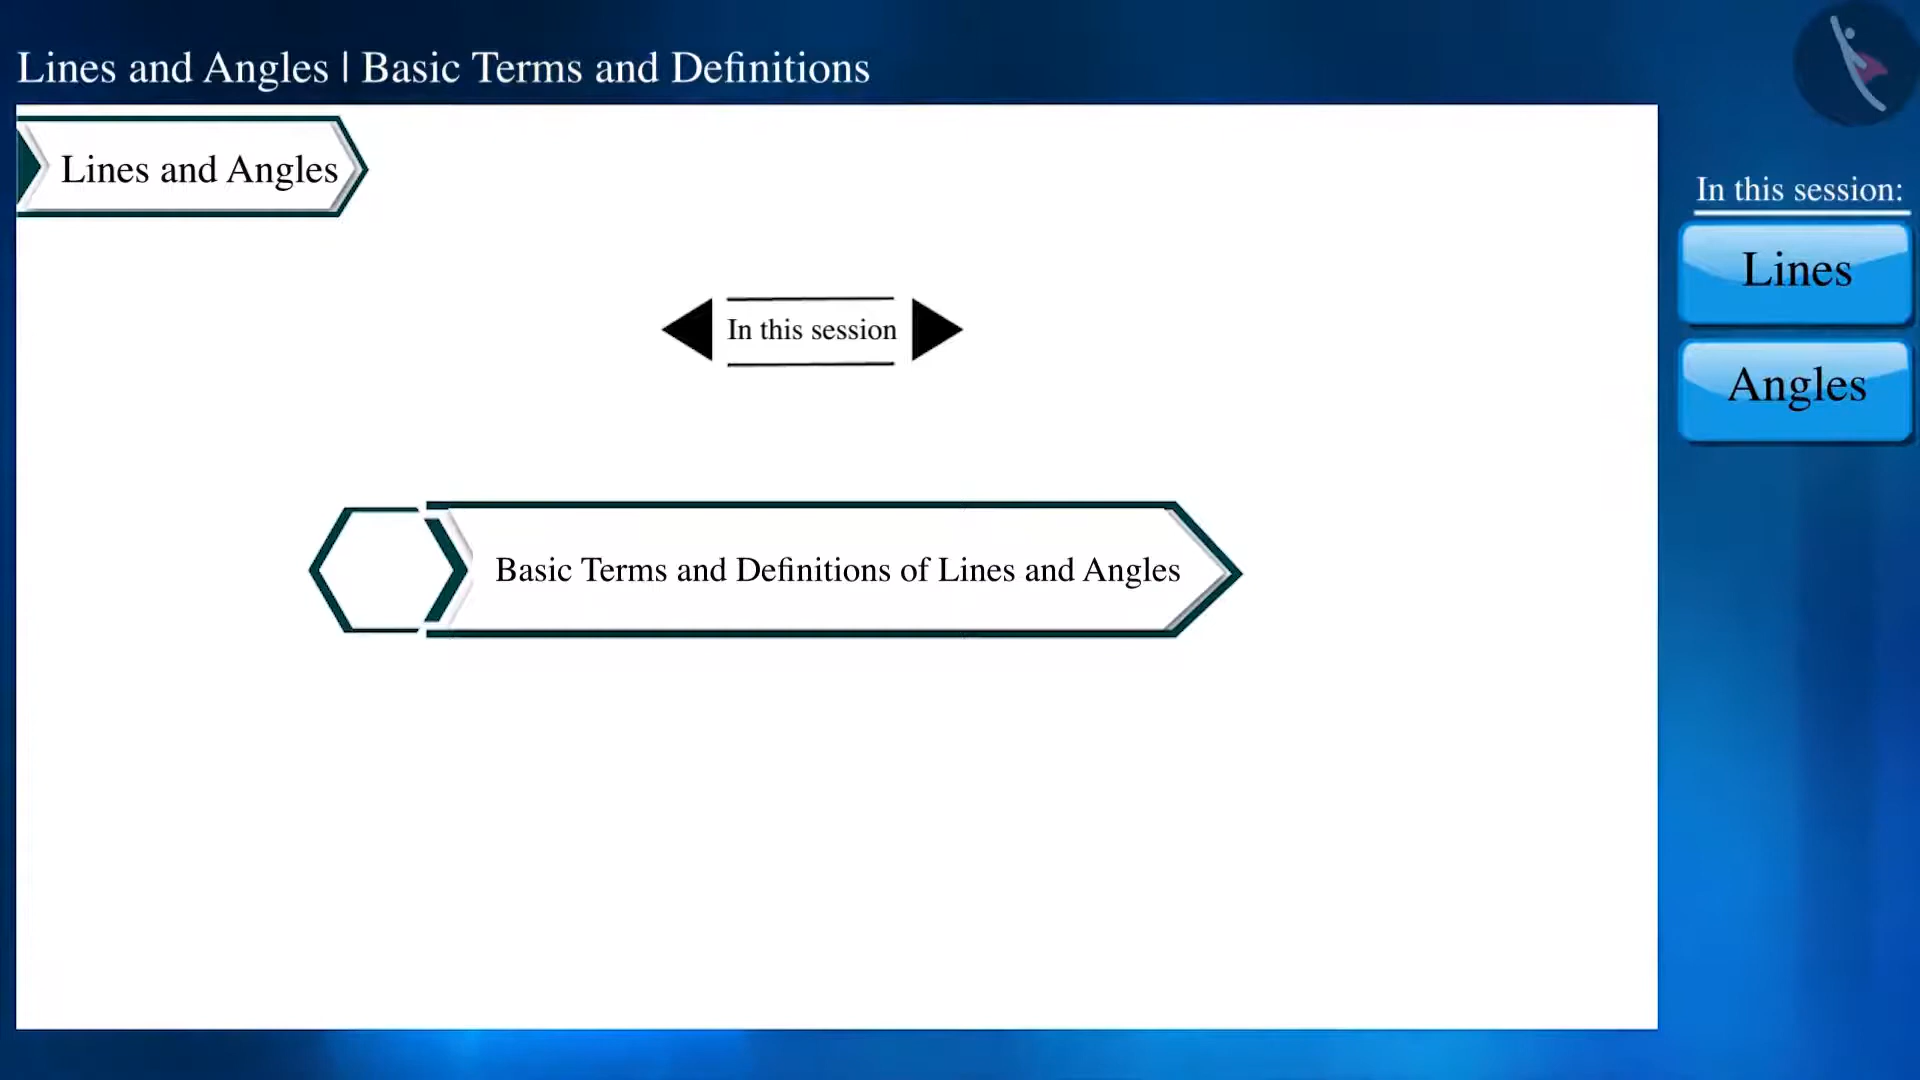 Lines and Angles | Basic Terms and Definitions
Lines and Angles
In this session
Basic Terms and Definitions of Lines and Angles
In this session:
Lines
Angles